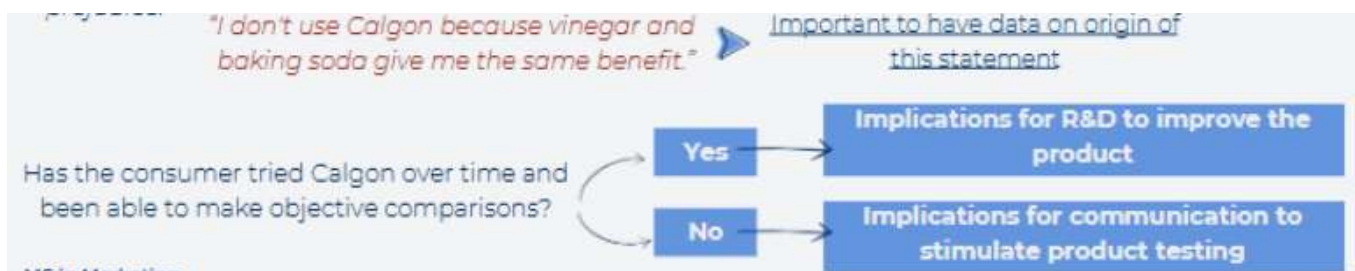 "I don't use Calgon because vinegar and
baking soda give me the same benefit."
Important to have data on origin of
this statement
Has the consumer tried Calgon over time and
been able to make objective comparisons?
Yes
Implications for R&D to improve the
product
No
Implications for communication to
stimulate product testing